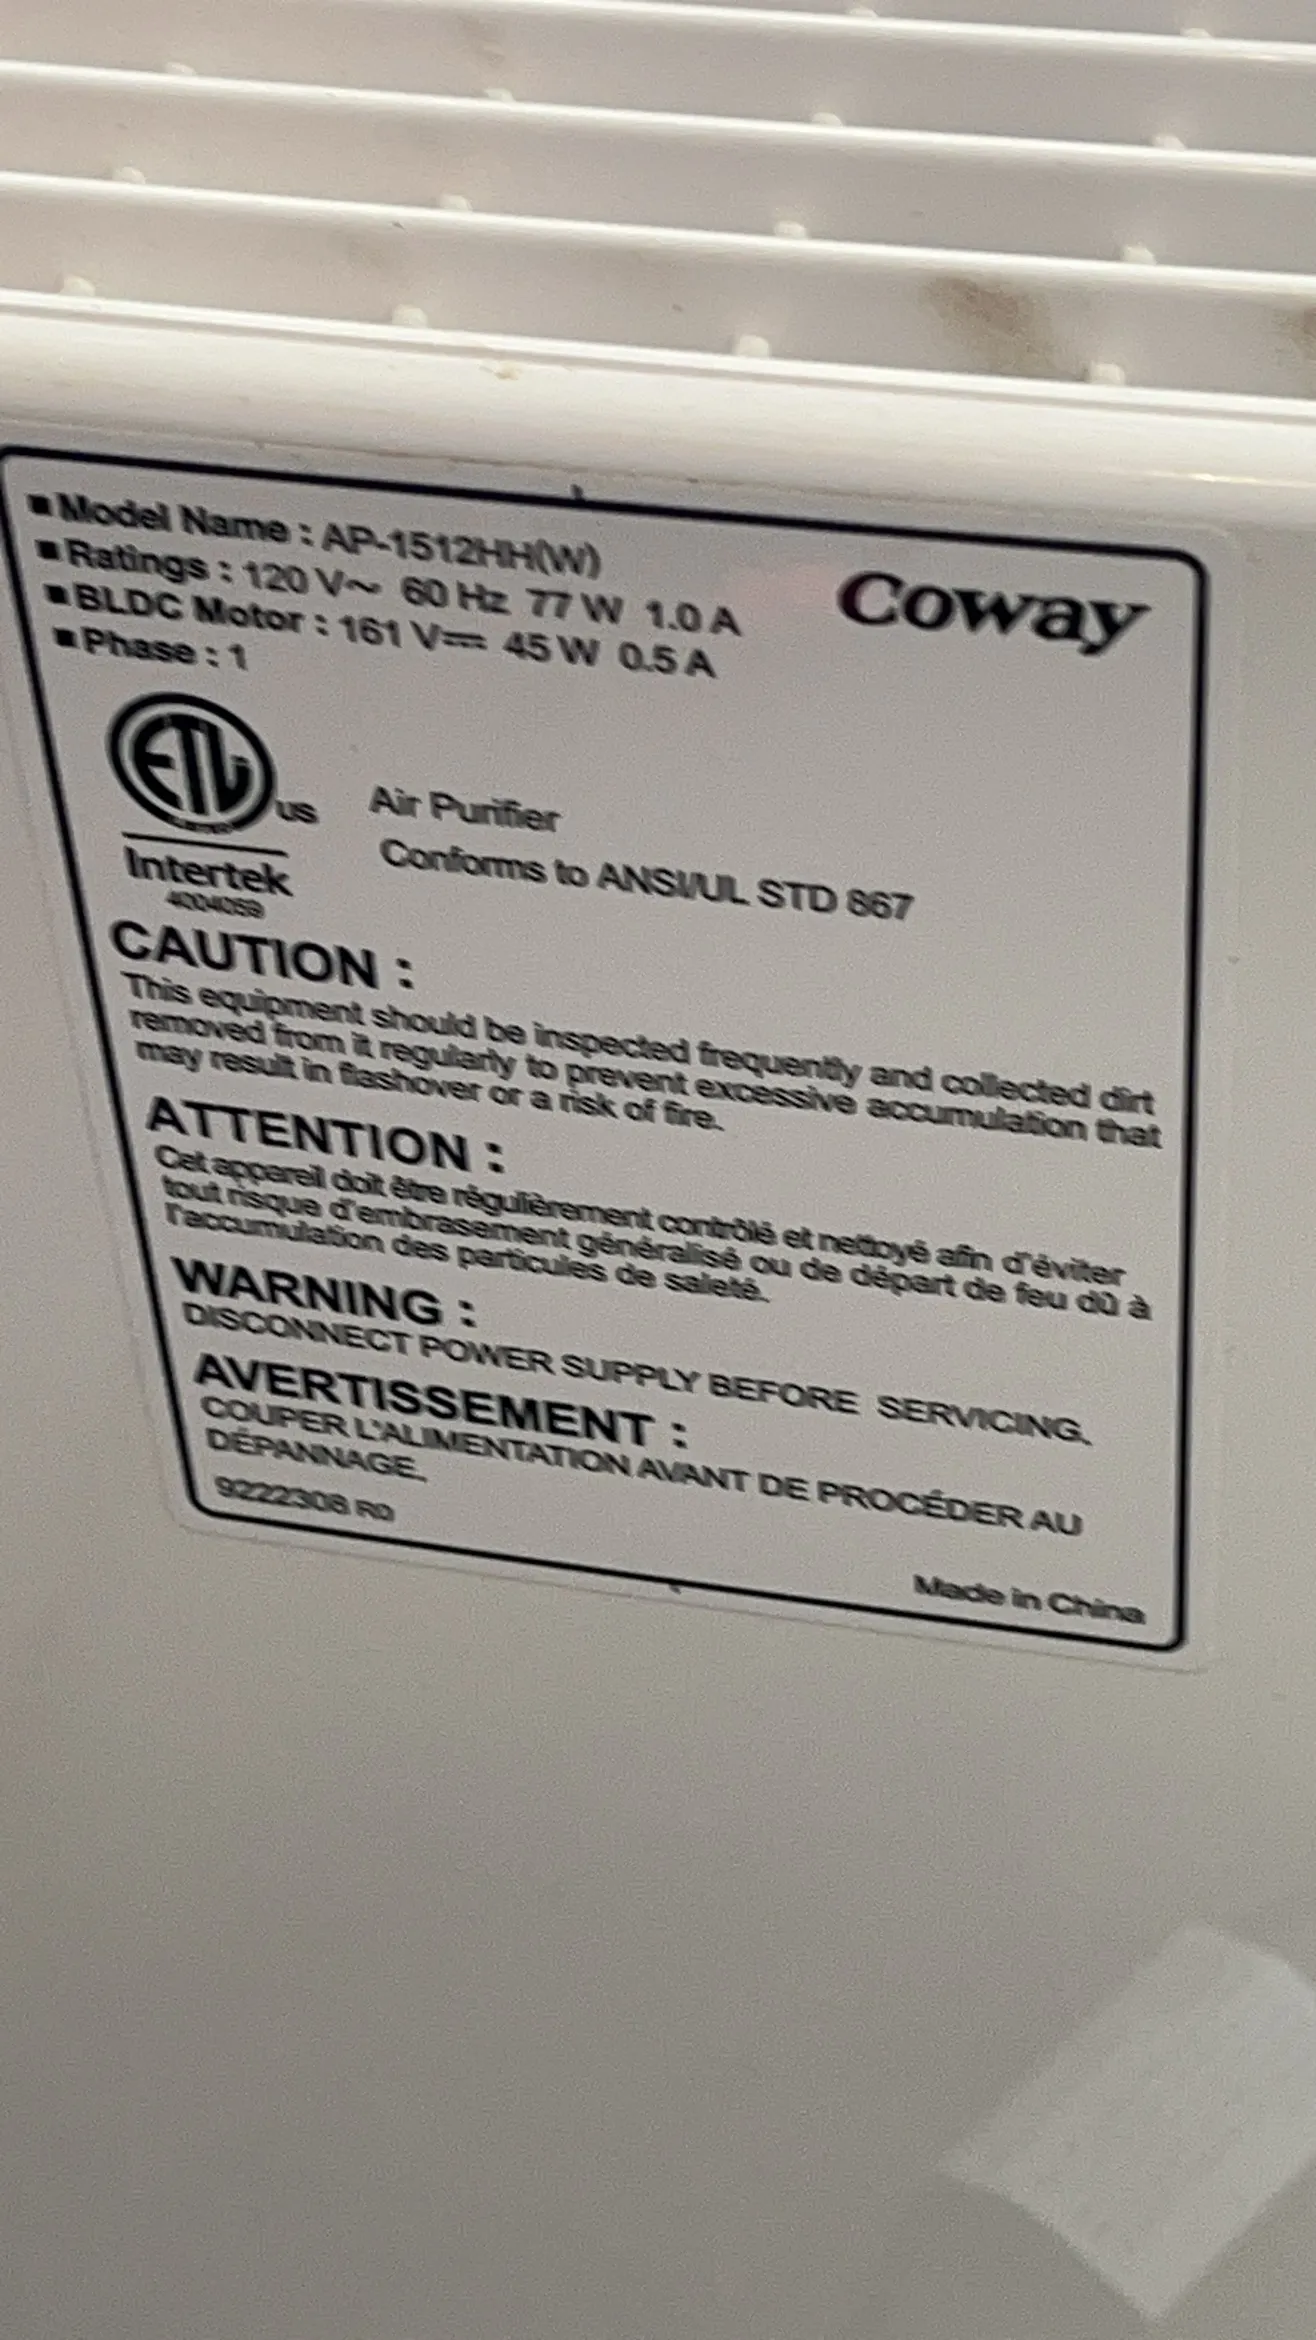 ■ Model Name : AP-1512HH(W)
■ Ratings : 120 V~ 60 Hz 77 W 1.0 A
■ BLDC Motor : 161 V⎓ 45 W 0.5 A
■ Phase : 1
Coway
ETL
us
Intertek
4004059
Air Purifier
Conforms to ANSI/UL STD 867
CAUTION :
This equipment should be inspected frequently and collected dirt
removed from it regularly to prevent excessive accumulation that
may result in flashover or a risk of fire.
ATTENTION :
Cet appareil doit être régulièrement contrôlé et nettoyé afin d'éviter
tout risque d'embrasement généralisé ou de départ de feu dû à
l'accumulation des particules de saleté.
WARNING :
DISCONNECT POWER SUPPLY BEFORE SERVICING.
AVERTISSEMENT :
COUPER L'ALIMENTATION AVANT DE PROCÉDER AU
DÉPANNAGE.
9222308 R0
Made in China